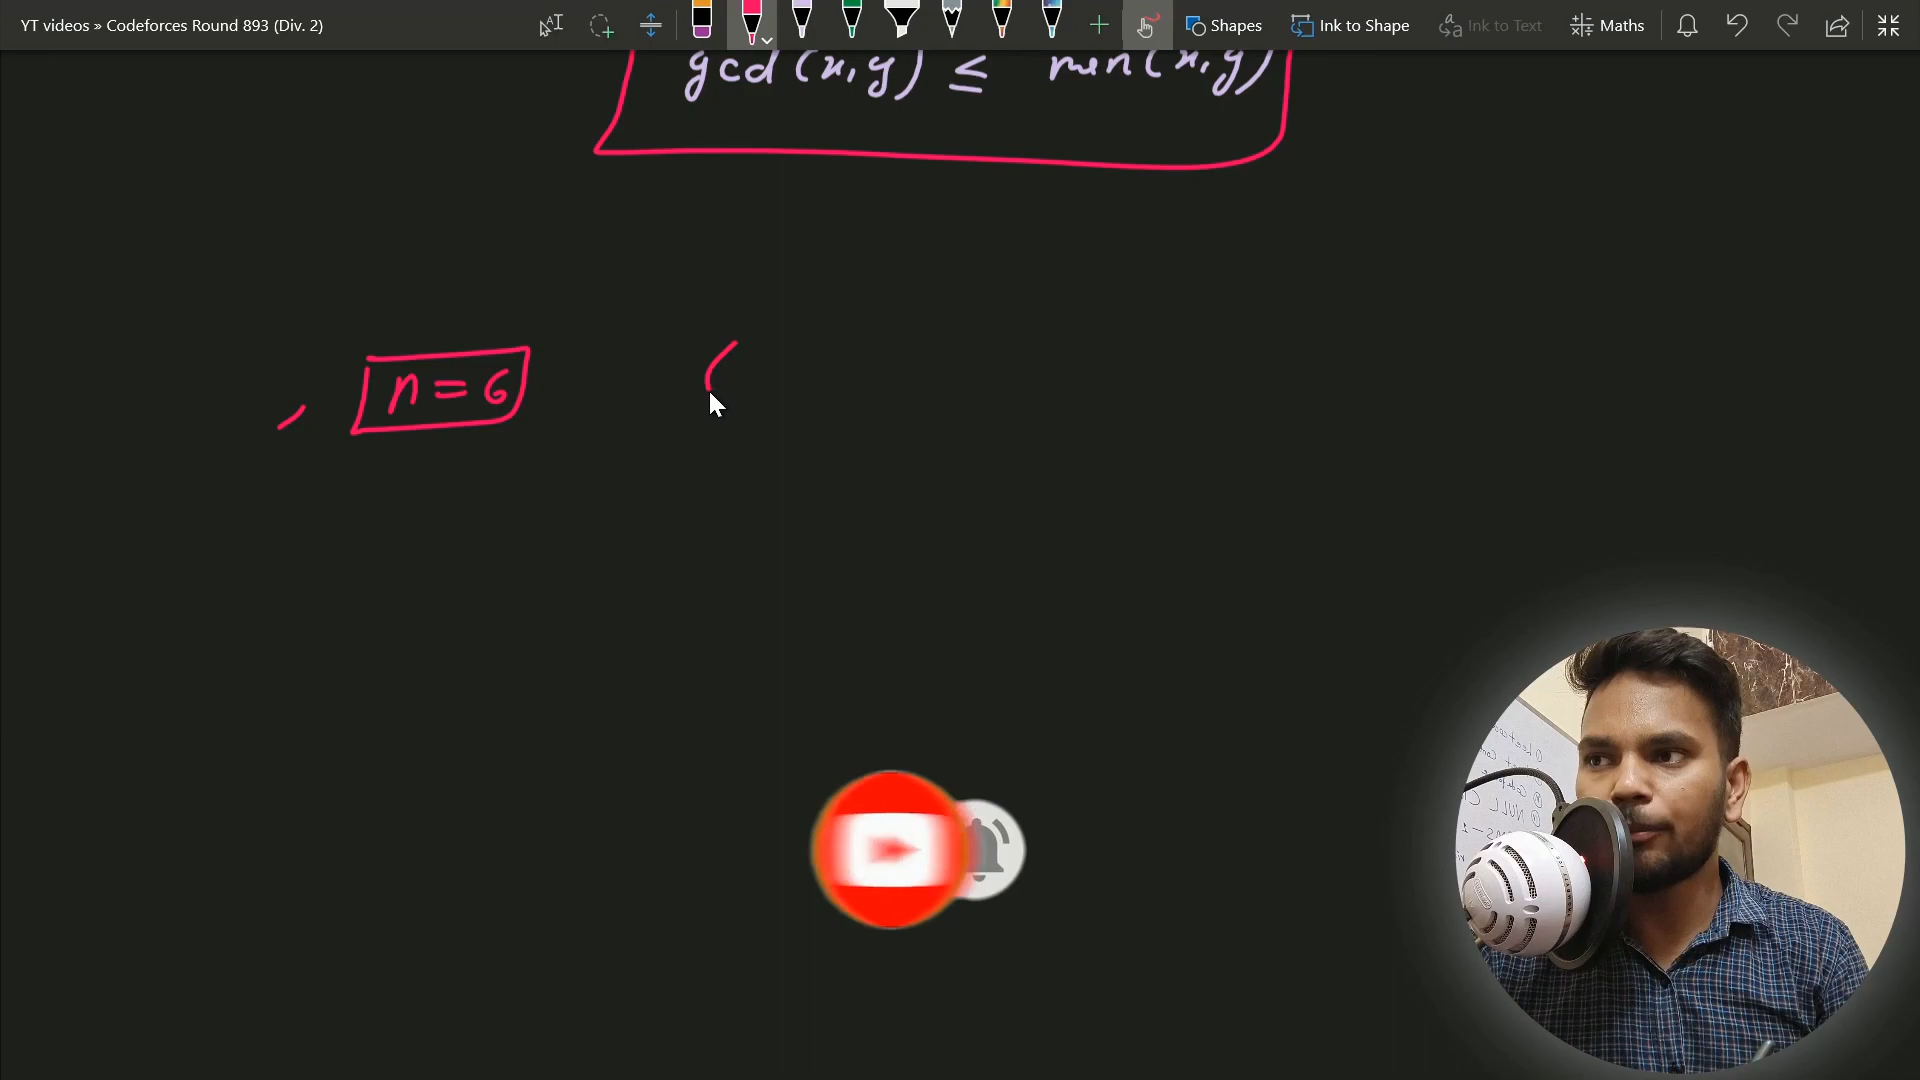 YT videos » Codeforces Round 893 (Div. 2)
Shapes
Ink to Shape
Ink to Text
Maths
gcd(x,y) ≤ min(x,y)
, n = 6 (